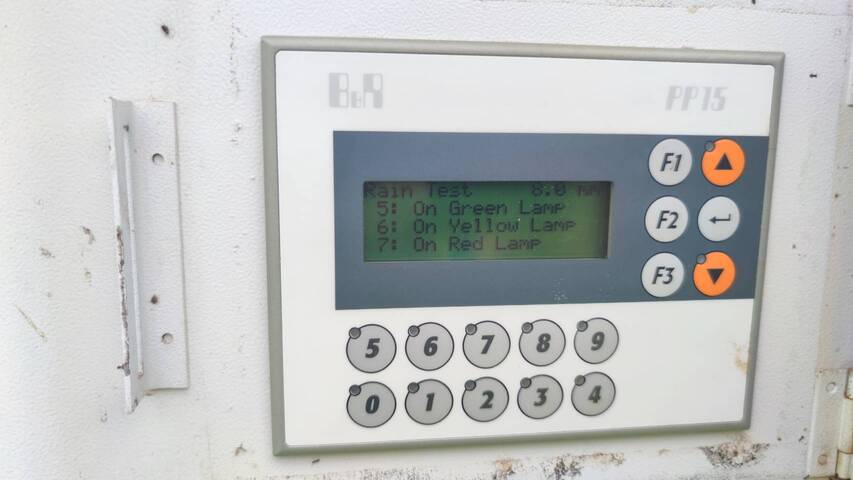 B&R
PP15
Rain Test 8.0 mm
5: On Green Lamp
6: On Yellow Lamp
7: On Red Lamp
F1
F2
F3
5 6 7 8 9
0 1 2 3 4